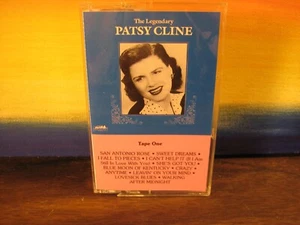 The Legendary
PATSY CLINE
Tape One
SAN ANTONIO ROSE • SWEET DREAMS •
I FALL TO PIECES • I CAN'T HELP IT (If I Am
Still In Love With You) • SHE'S GOT YOU •
BLUE MOON OF KENTUCKY • CRAZY •
ANYTIME • LEAVIN' ON YOUR MIND •
LOVESICK BLUES • WALKING
AFTER MIDNIGHT